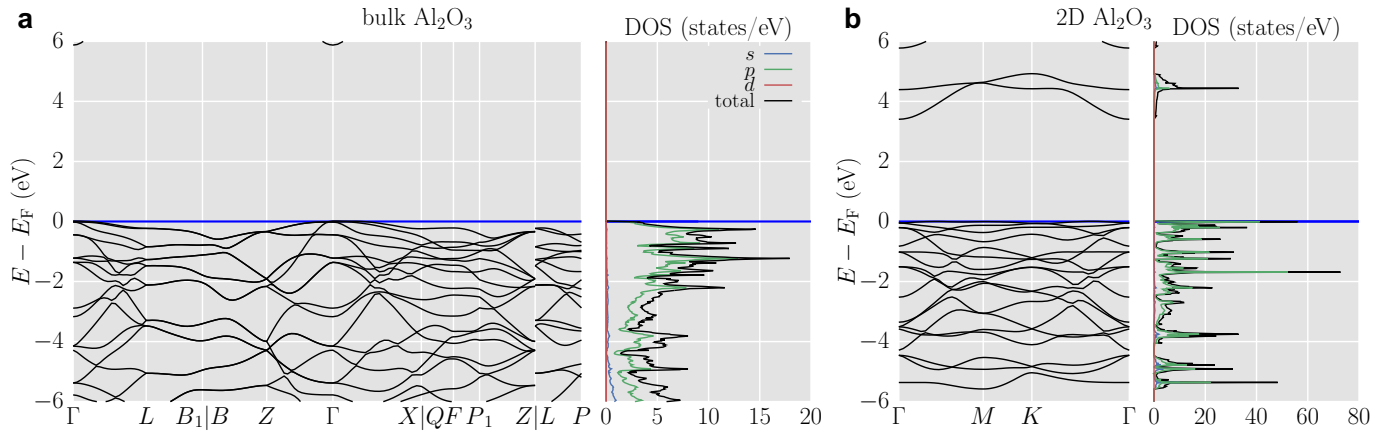 a
bulk Al₂O₃
DOS (states/eV)
s
p
d
total
E − E_F (eV)
6
4
2
0
−2
−4
−6
Γ L B₁|B Z Γ X|QF P₁ Z|L P
0 5 10 15 20
b
2D Al₂O₃
DOS (states/eV)
E − E_F (eV)
6
4
2
0
−2
−4
−6
Γ M K Γ
0 20 40 60 80